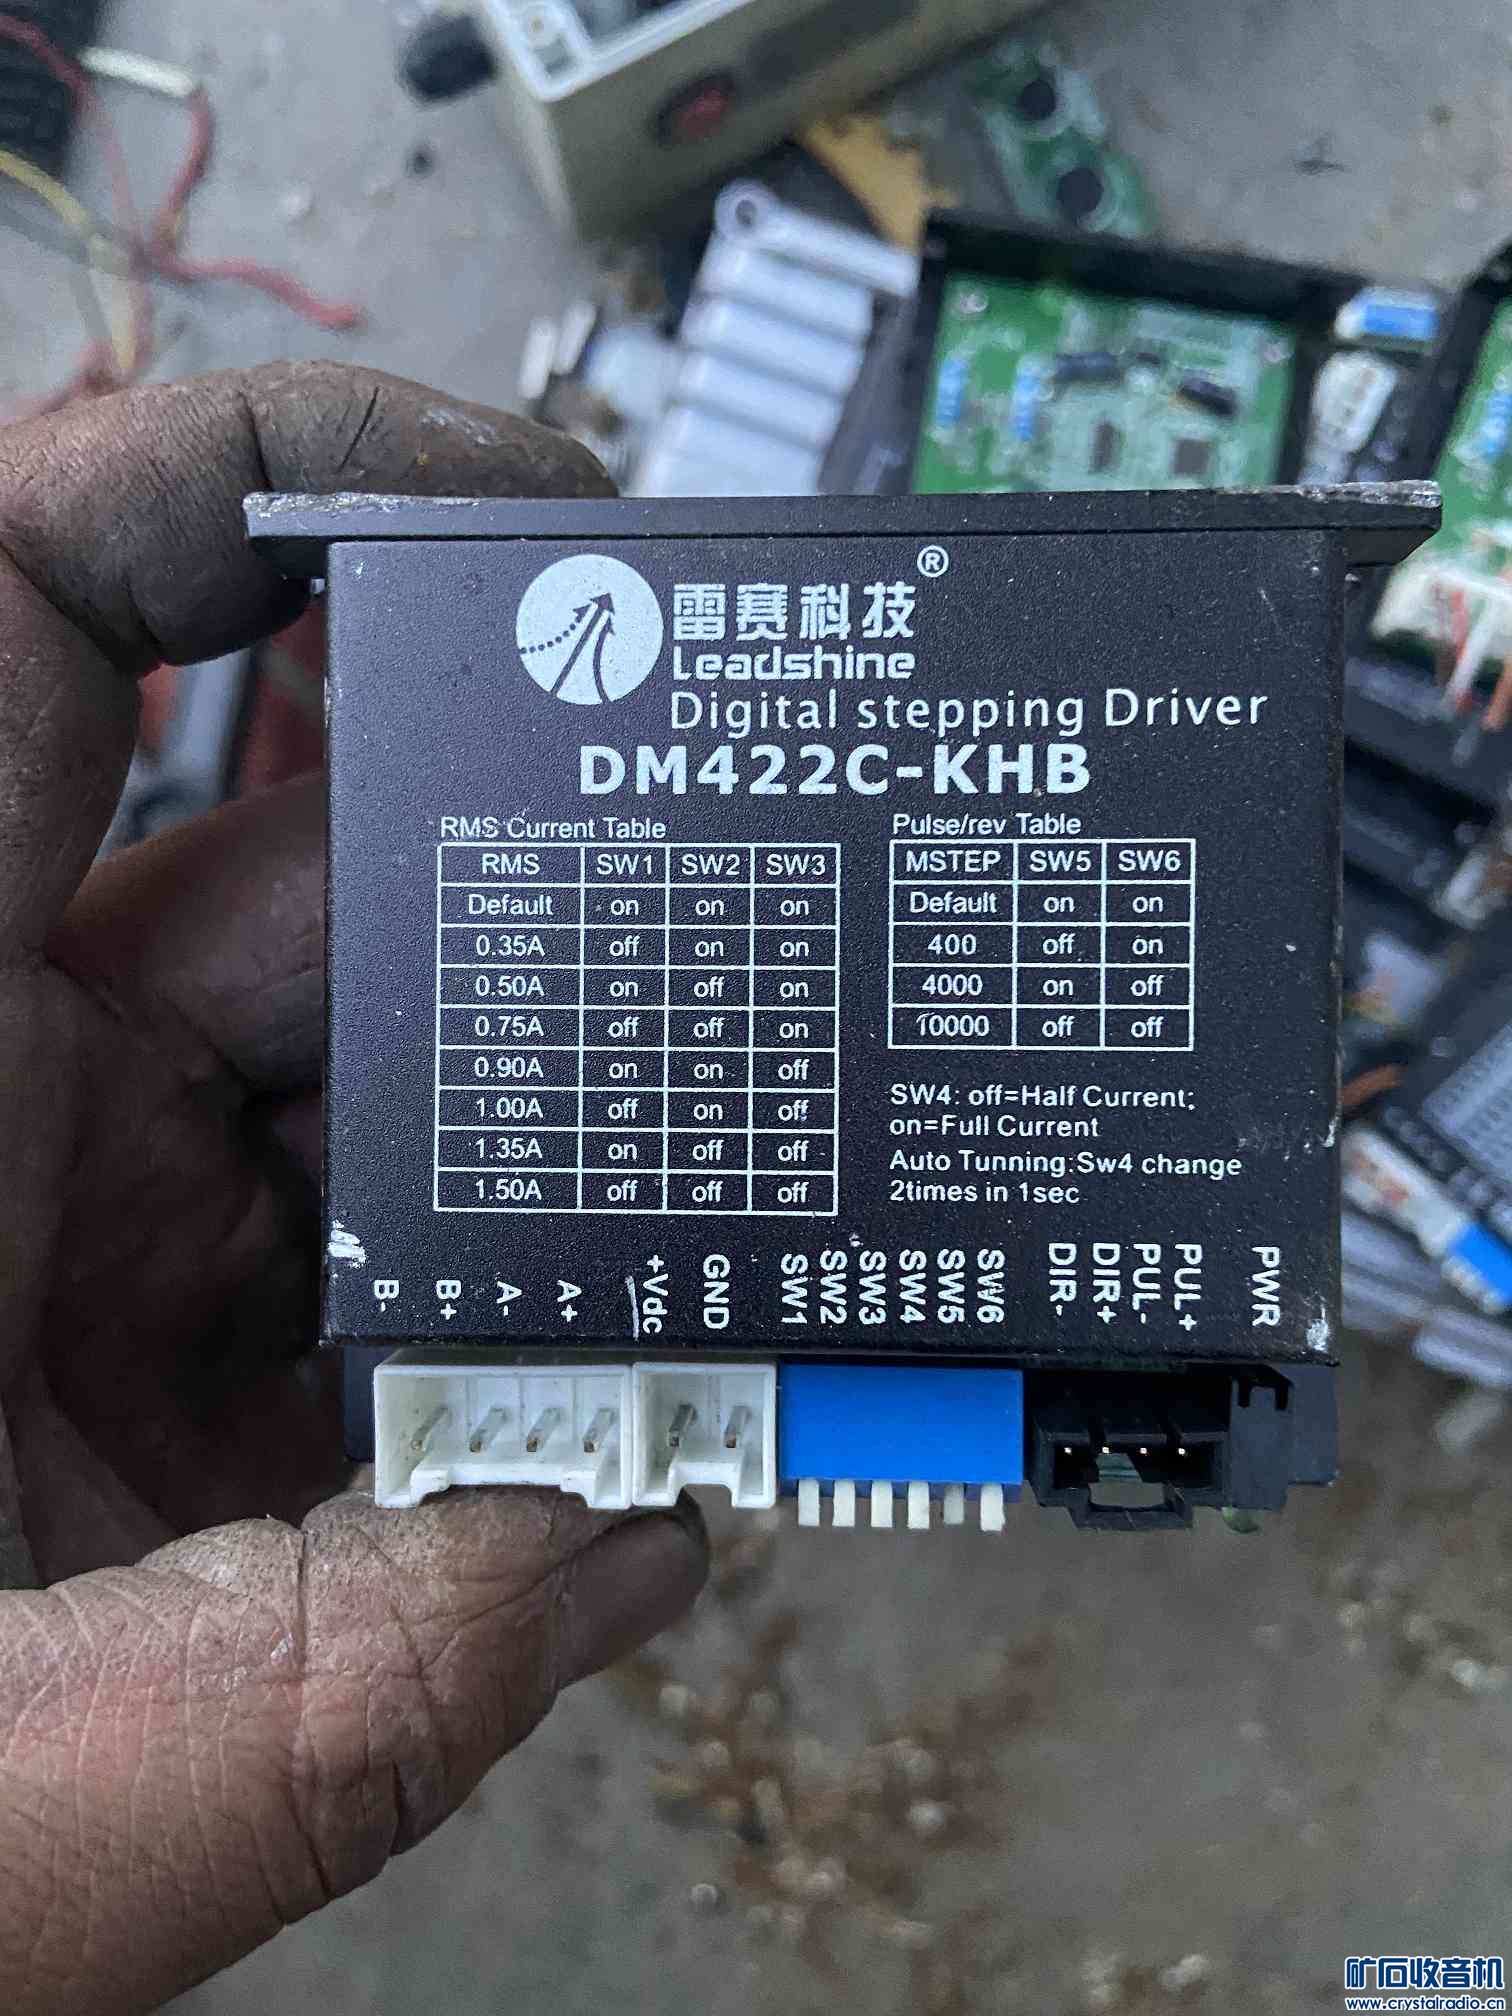 雷赛科技®
Leadshine
Digital stepping Driver
DM422C-KHB
RMS Current Table
RMS SW1 SW2 SW3
Default on on on
0.35A off on on
0.50A on off on
0.75A off off on
0.90A on on off
1.00A off on off
1.35A on off off
1.50A off off off
Pulse/rev Table
MSTEP SW5 SW6
Default on on
400 off on
4000 on off
10000 off off
SW4: off=Half Current;
on=Full Current
Auto Tunning:Sw4 change
2times in 1sec
B-
B+
A-
A+
+Vdc
GND
SW1
SW2
SW3
SW4
SW5
SW6
DIR-
DIR+
PUL-
PUL+
PWR
矿石收音机
www.crystalradio.cn